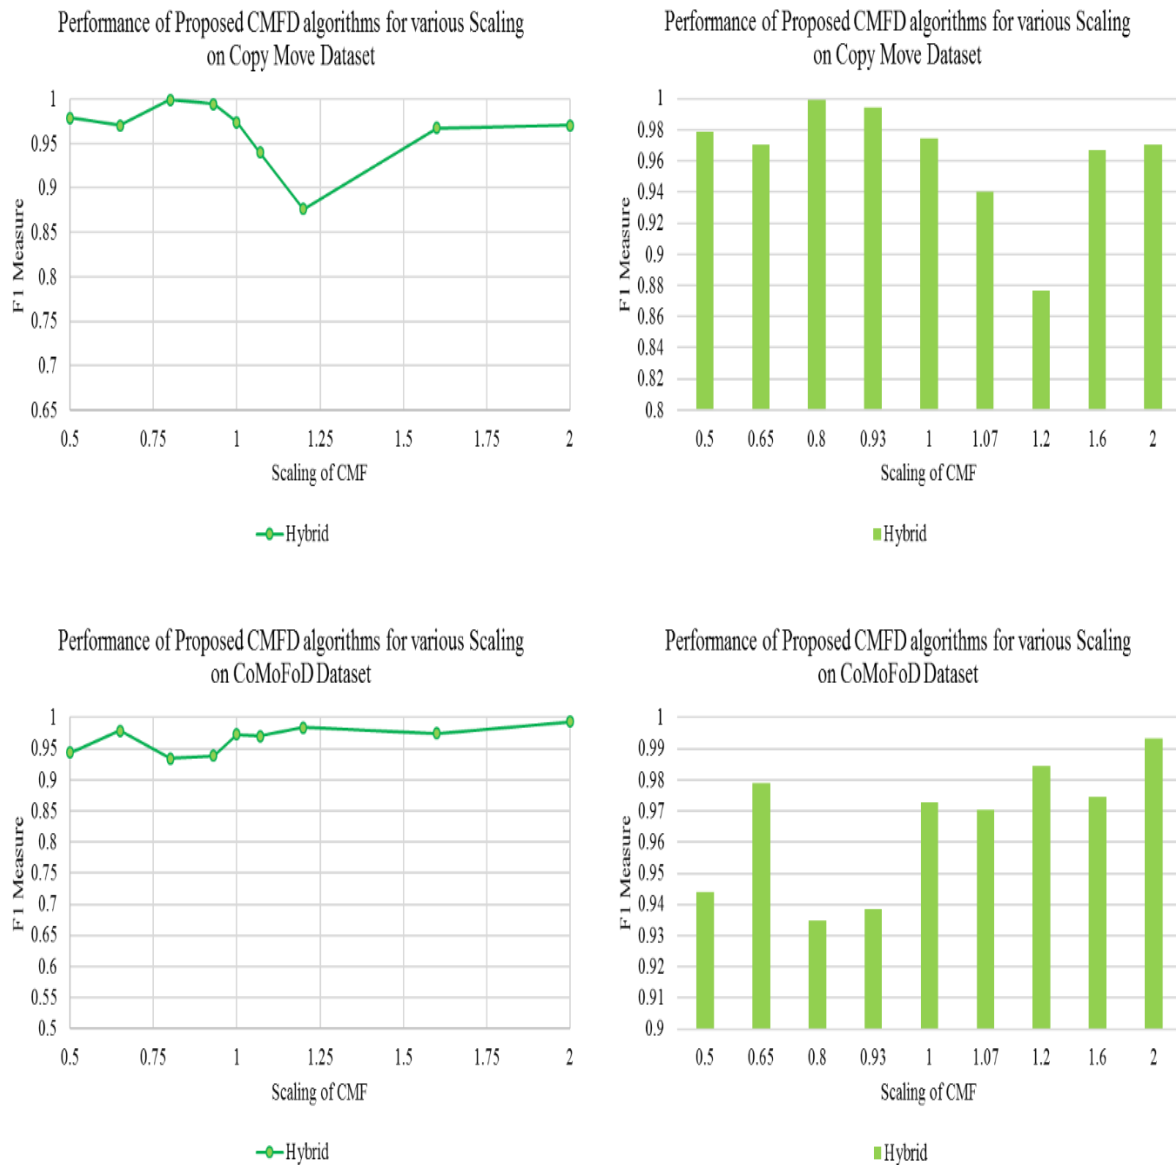 Performance of Proposed CMFD algorithms for various Scaling
on Copy Move Dataset
1
0.95
0.9
0.85
0.8
0.75
0.7
0.65
F1 Measure
0.5 0.75 1 1.25 1.5 1.75 2
Scaling of CMF
Hybrid
Performance of Proposed CMFD algorithms for various Scaling
on Copy Move Dataset
1
0.98
0.96
0.94
0.92
0.9
0.88
0.86
0.84
0.82
0.8
F1 Measure
0.5 0.65 0.8 0.93 1 1.07 1.2 1.6 2
Scaling of CMF
Hybrid
Performance of Proposed CMFD algorithms for various Scaling
on CoMoFoD Dataset
1
0.95
0.9
0.85
0.8
0.75
0.7
0.65
0.6
0.55
0.5
F1 Measure
0.5 0.75 1 1.25 1.5 1.75 2
Scaling of CMF
Hybrid
Performance of Proposed CMFD algorithms for various Scaling
on CoMoFoD Dataset
1
0.99
0.98
0.97
0.96
0.95
0.94
0.93
0.92
0.91
0.9
F1 Measure
0.5 0.65 0.8 0.93 1 1.07 1.2 1.6 2
Scaling of CMF
Hybrid